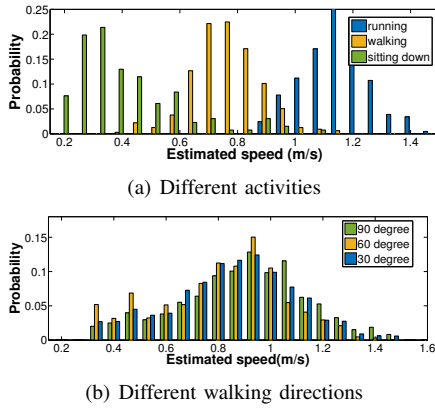 0.25
0.2
0.15
0.1
0.05
0
Probability
running
walking
sitting down
0.2 0.4 0.6 0.8 1 1.2 1.4
Estimated speed (m/s)
(a) Different activities
0.15
0.1
0.05
0
Probability
90 degree
60 degree
30 degree
0.2 0.4 0.6 0.8 1 1.2 1.4 1.6
Estimated speed(m/s)
(b) Different walking directions